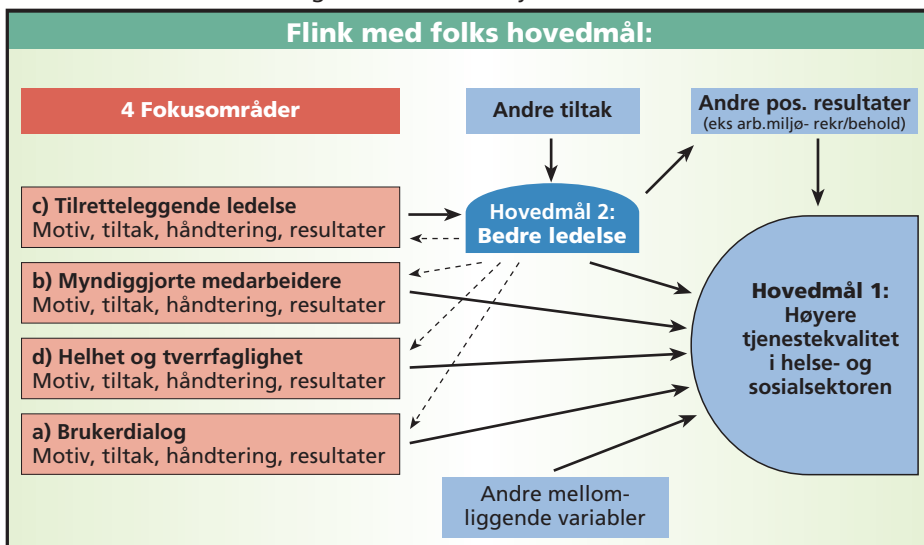 Flink med folks hovedmål:
4 Fokusområder
Andre tiltak
Andre pos. resultater
(eks arb.miljø- rekr/behold)
c) Tilretteleggende ledelse
Motiv, tiltak, håndtering, resultater
Hovedmål 2:
Bedre ledelse
b) Myndiggjorte medarbeidere
Motiv, tiltak, håndtering, resultater
Hovedmål 1:
Høyere
tjenestekvalitet
i helse- og
sosialsektoren
d) Helhet og tverrfaglighet
Motiv, tiltak, håndtering, resultater
a) Brukerdialog
Motiv, tiltak, håndtering, resultater
Andre mellom-
liggende variabler